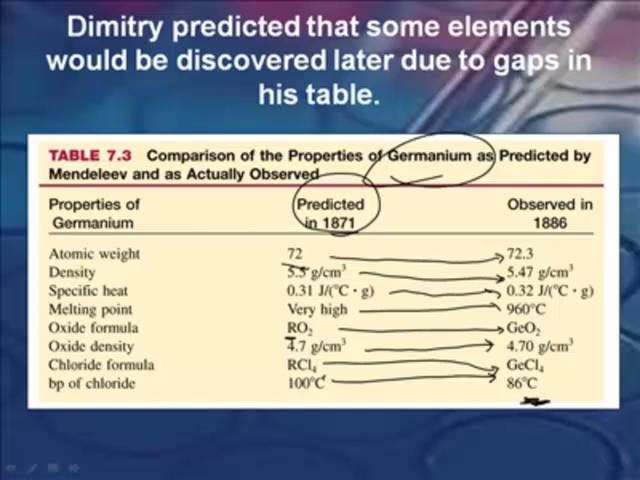 Dimitry predicted that some elements
would be discovered later due to gaps in
his table.
TABLE 7.3 Comparison of the Properties of Germanium as Predicted by
Mendeleev and as Actually Observed
Properties of Germanium Predicted in 1871 Observed in 1886
Atomic weight 72 72.3
Density 5.5 g/cm³ 5.47 g/cm³
Specific heat 0.31 J/(°C · g) 0.32 J/(°C · g)
Melting point Very high 960°C
Oxide formula RO₂ GeO₂
Oxide density 4.7 g/cm³ 4.70 g/cm³
Chloride formula RCl₄ GeCl₄
bp of chloride 100°C 86°C